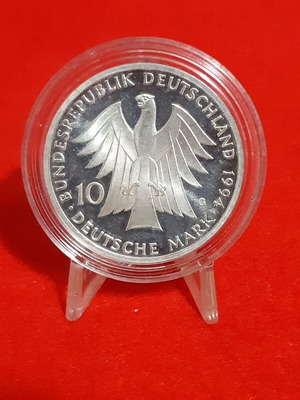 BUNDESREPUBLIK DEUTSCHLAND 1994
10
G
DEUTSCHE MARK